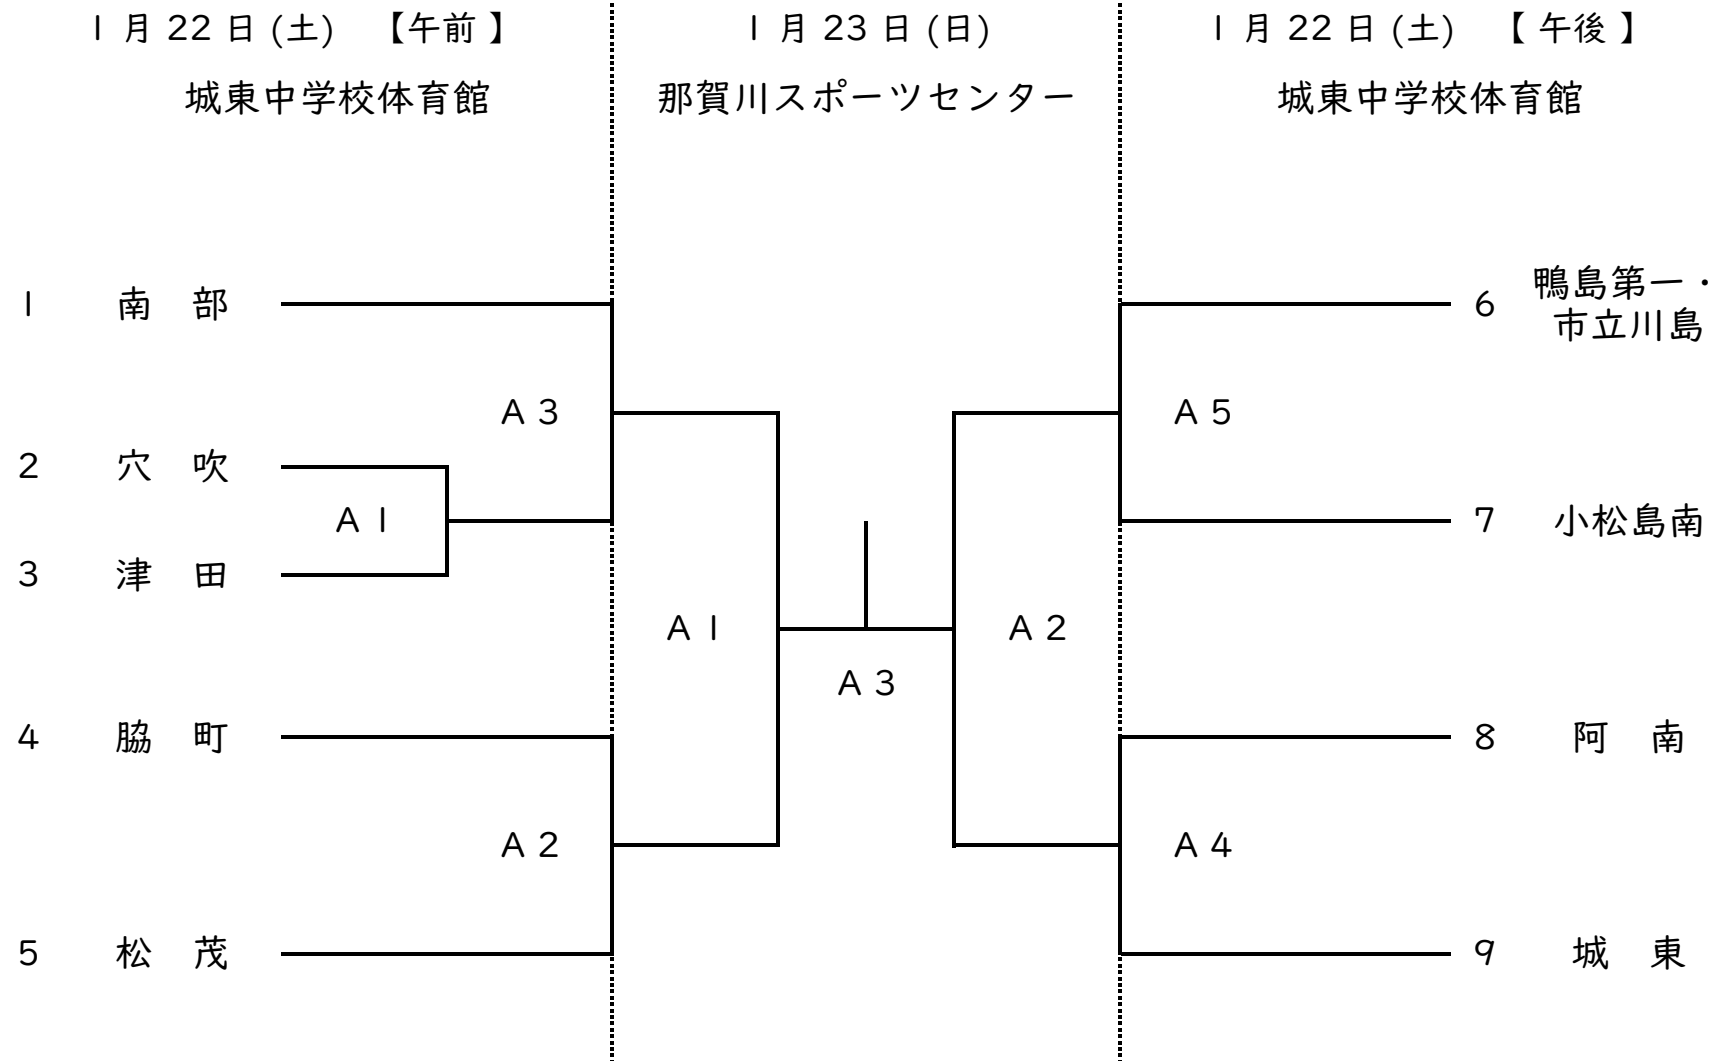 1月22日(土) 【午前】
城東中学校体育館
1月23日(日)
那賀川スポーツセンター
1月22日(土) 【午後】
城東中学校体育館
1 南 部
2 穴 吹
3 津 田
4 脇 町
5 松 茂
A3
A1
A2
A1
A3
A2
A5
A4
6 鴨島第一・
市立川島
7 小松島南
8 阿 南
9 城 東